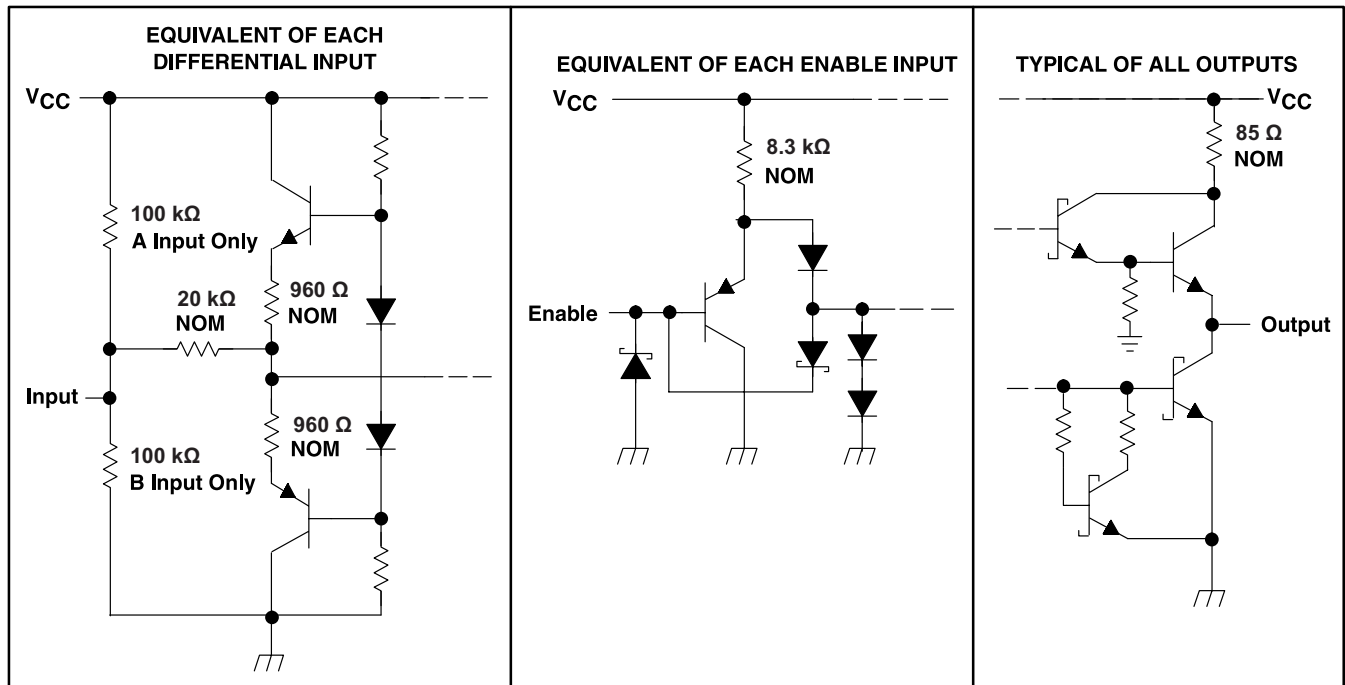 EQUIVALENT OF EACH
DIFFERENTIAL INPUT
VCC
100 kΩ
A Input Only
20 kΩ
NOM
960 Ω
NOM
Input
960 Ω
NOM
100 kΩ
B Input Only
EQUIVALENT OF EACH ENABLE INPUT
VCC
8.3 kΩ
NOM
Enable
TYPICAL OF ALL OUTPUTS
VCC
85 Ω
NOM
Output